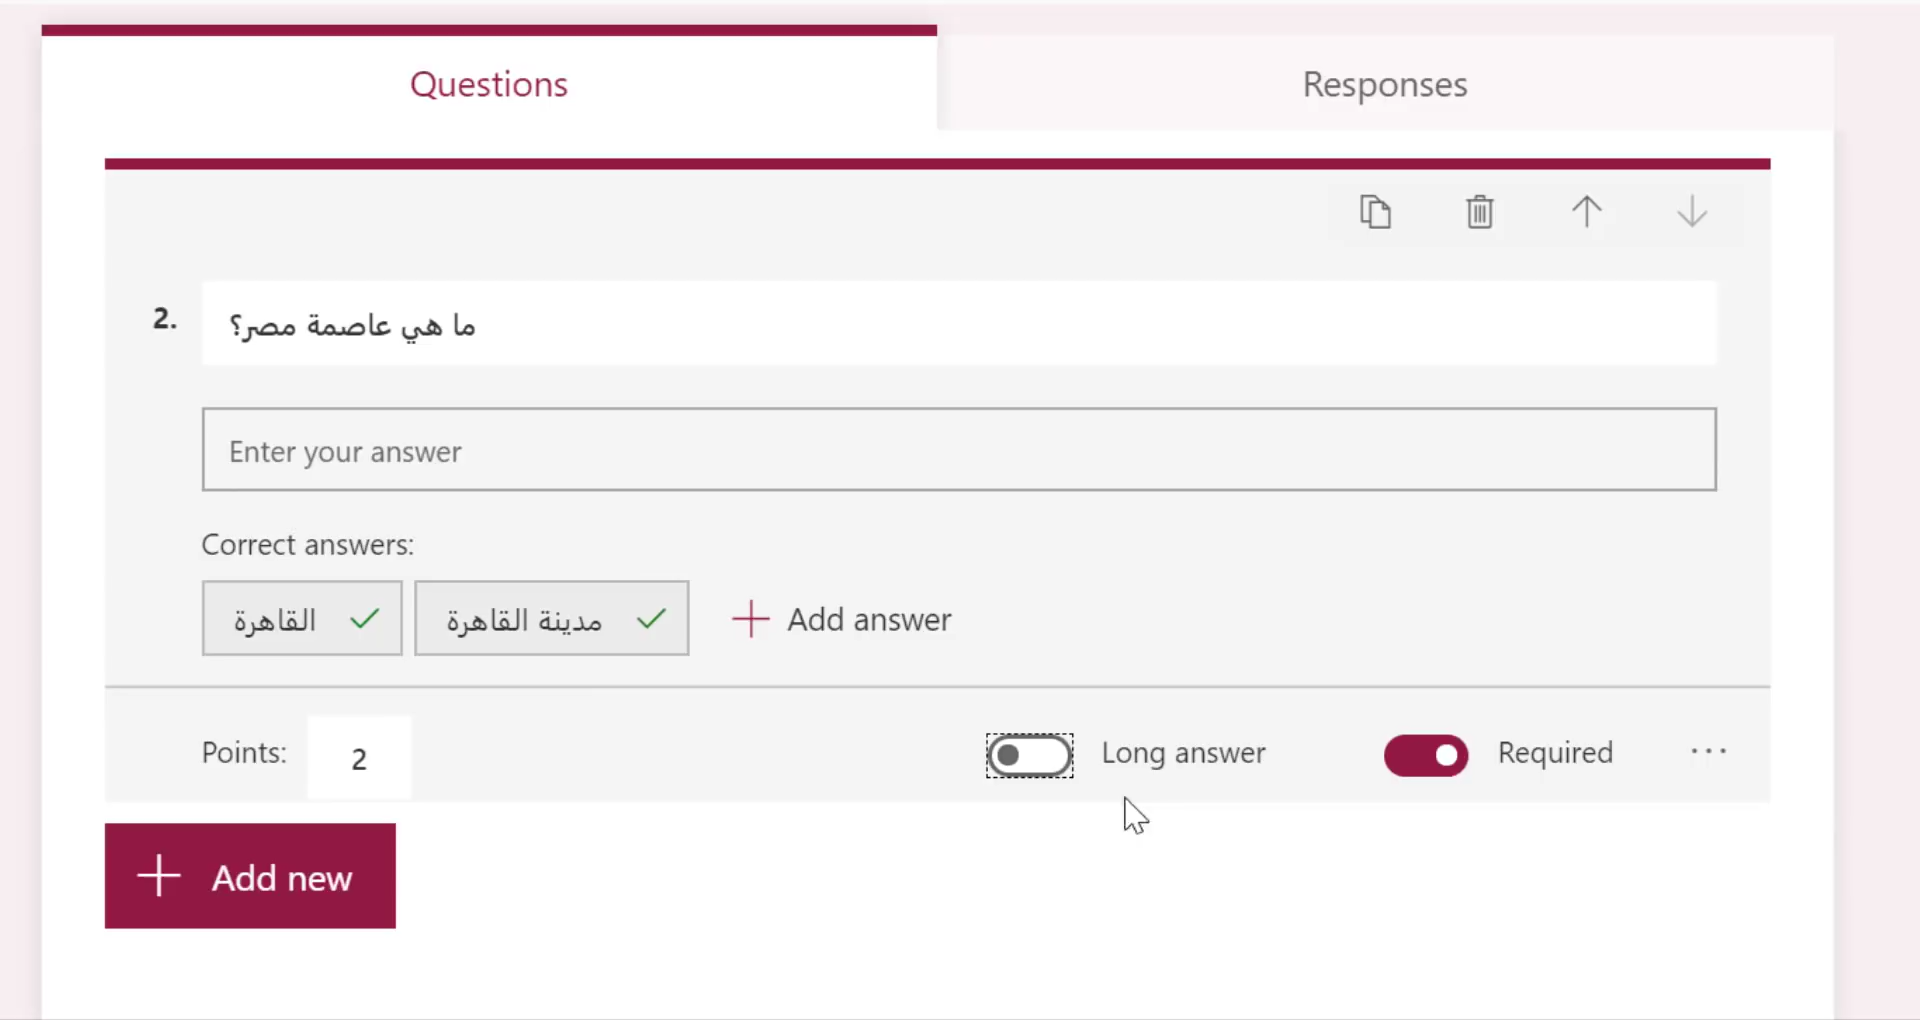 Questions
Responses
2.
ما هي عاصمة مصر؟
Enter your answer
Correct answers:
القاهرة
مدينة القاهرة
Add answer
Points: 2
Long answer
Required
Add new